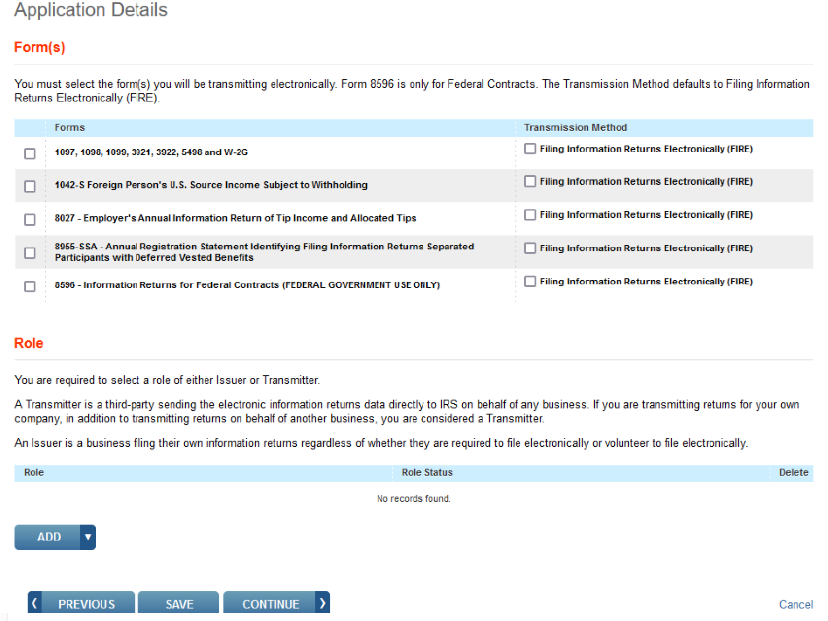 Application Details
Form(s)
You must select the form(s) you will be transmitting electronically. Form 8596 is only for Federal Contracts. The Transmission Method defaults to Filing Information
Returns Electronically (FRE).
Forms Transmission Method
1097, 1098, 1099, 3921, 3922, 5498 and W-2G Filing Information Returns Electronically (FIRE)
1042-S Foreign Person's U.S. Source Income Subject to Withholding Filing Information Returns Electronically (FIRE)
8027 - Employer's Annual Information Return of Tip Income and Allocated Tips Filing Information Returns Electronically (FIRE)
8955-SSA - Annual Registration Statement Identifying Filing Information Returns Separated Filing Information Returns Electronically (FIRE)
Participants with Deferred Vested Benefits
8596 - Information Returns for Federal Contracts (FEDERAL GOVERNMENT USE ONLY) Filing Information Returns Electronically (FIRE)
Role
You are required to select a role of either Issuer or Transmitter.
A Transmitter is a third-party sending the electronic information returns data directly to IRS on behalf of any business. If you are transmitting returns for your own
company, in addition to transmitting returns on behalf of another business, you are considered a Transmitter.
An Issuer is a business filing their own information returns regardless of whether they are required to file electronically or volunteer to file electronically.
Role Role Status Delete
No records found.
ADD
PREVIOUS SAVE CONTINUE Cancel